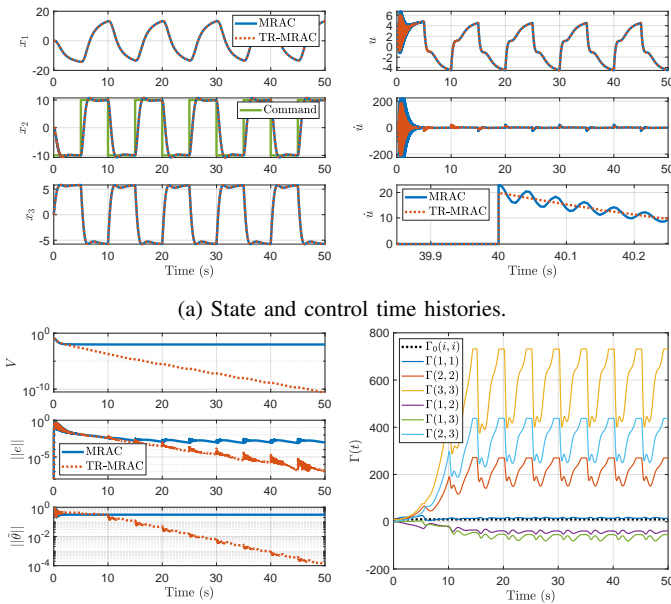 20
0
-20
x₁
MRAC
TR-MRAC
0 10 20 30 40 50
10
0
-10
x₂
Command
0 10 20 30 40 50
5
0
-5
x₃
0 10 20 30 40 50
Time (s)
4
2
0
-2
-4
u
0 10 20 30 40 50
200
0
-200
u̇
0 10 20 30 40 50
20
10
0
u̇
MRAC
TR-MRAC
39.9 40 40.1 40.2
Time (s)
(a) State and control time histories.
10⁰
10⁻¹⁰
V
0 10 20 30 40 50
10⁰
10⁻⁵
||e||
MRAC
TR-MRAC
0 10 20 30 40 50
10⁰
10⁻²
10⁻⁴
||θ̃||
0 10 20 30 40 50
Time (s)
800
600
400
200
0
-200
Γ(t)
Γ₀(i, i)
Γ(1, 1)
Γ(2, 2)
Γ(3, 3)
Γ(1, 2)
Γ(1, 3)
Γ(2, 3)
0 10 20 30 40 50
Time (s)